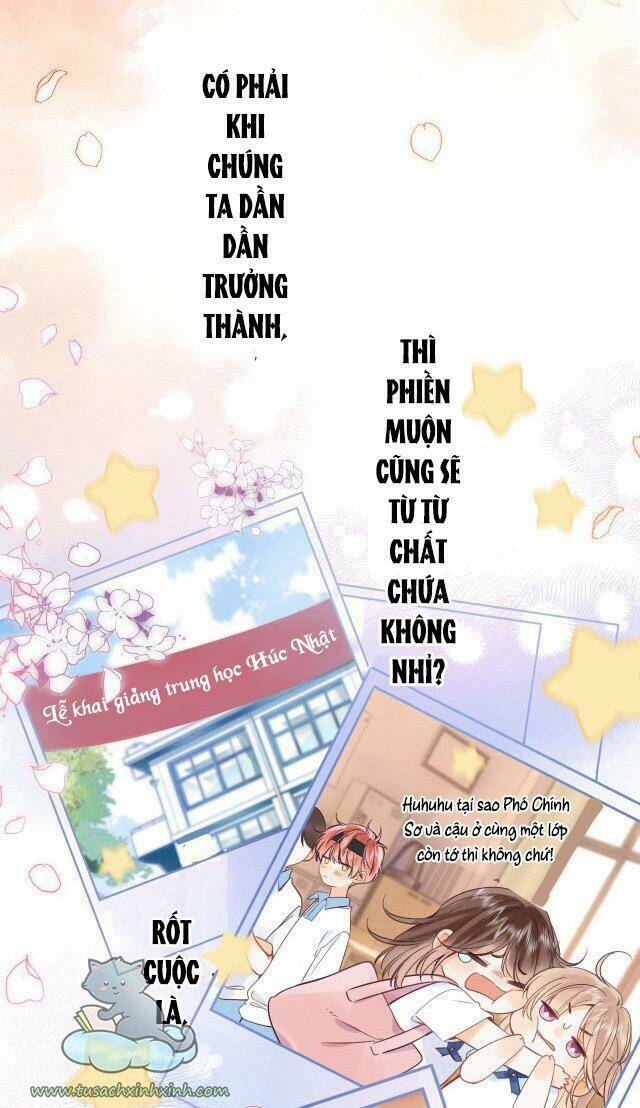 CÓ PHẢI
KHI
CHÚNG
TA DẦN
DẦN
TRƯỞNG
THÀNH,
THÌ
PHIỀN
MUỘN
CŨNG SẼ
TỪ TỪ
CHẤT
CHỨA
KHÔNG
NHỈ?
Lễ khai giảng trung học Húc Nhật
Huhuhu tại sao Phó Chính
Sơ và cậu ở cùng một lớp
còn tớ thì không chứ!
RỐT
CUỘC
LÀ,
www.tusachxinhxinh.com